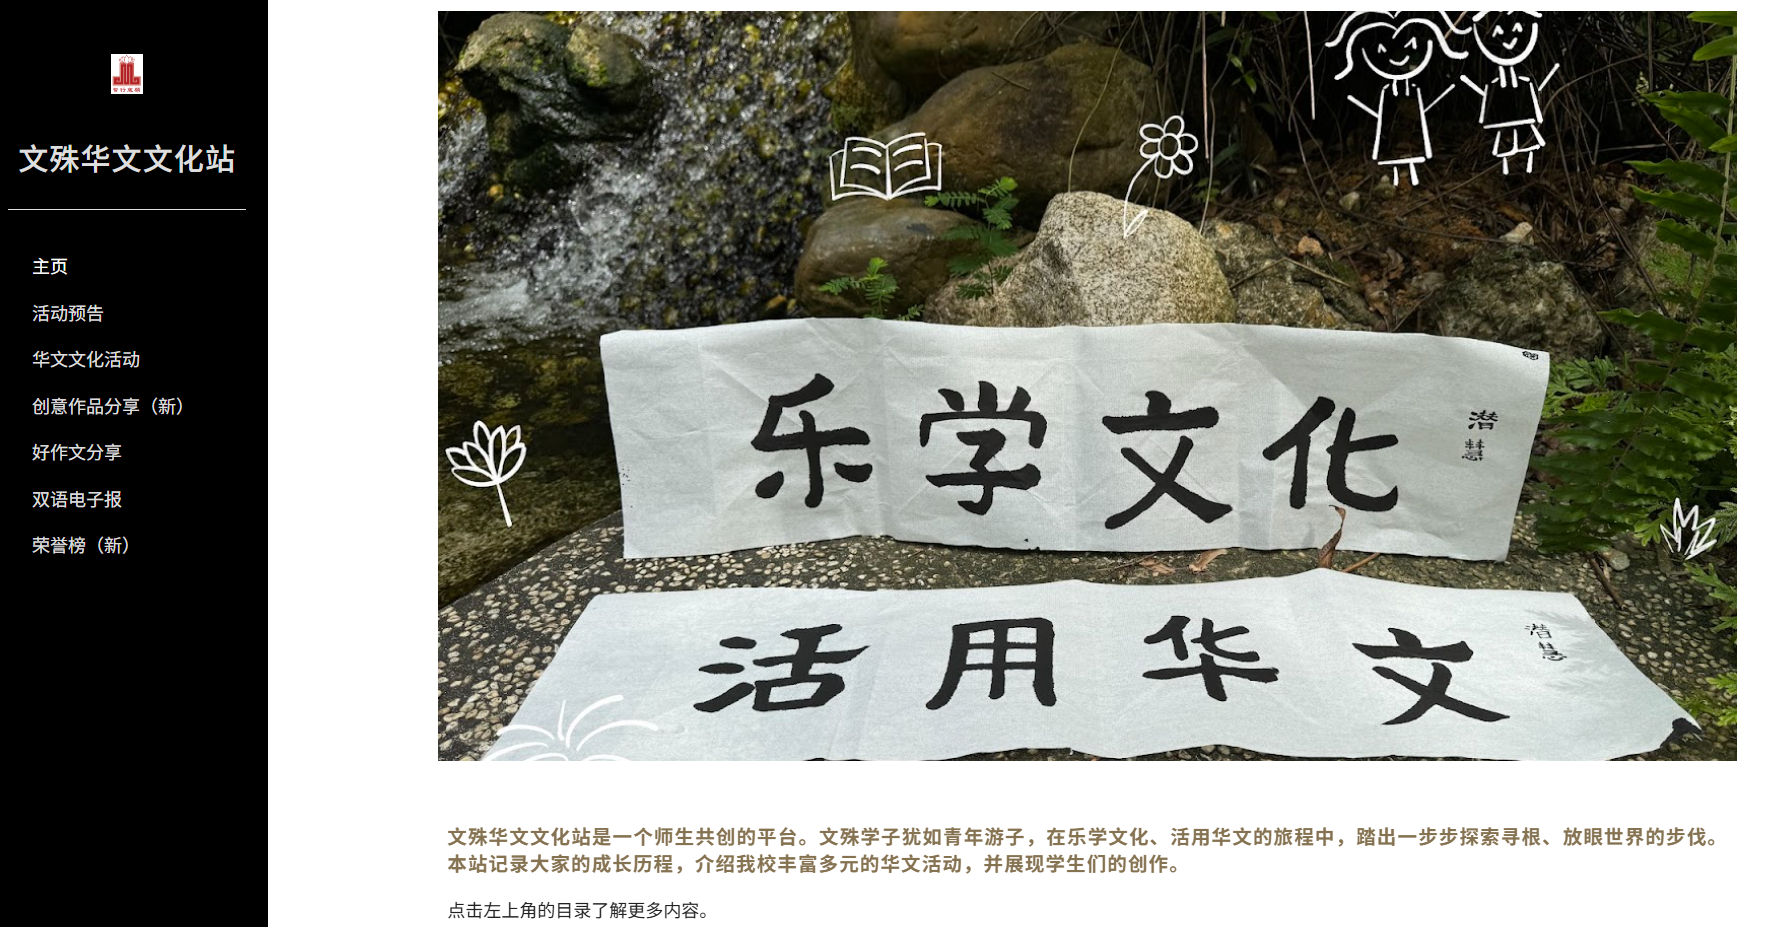 智行悲願
文殊华文文化站
主页
活动预告
华文文化活动
创意作品分享（新）
好作文分享
双语电子报
荣誉榜（新）
乐学文化
潜
慧
活用华文
潜
慧
文殊华文文化站是一个师生共创的平台。文殊学子犹如青年游子，在乐学文化、活用华文的旅程中，踏出一步步探索寻根、放眼世界的步伐。
本站记录大家的成长历程，介绍我校丰富多元的华文活动，并展现学生们的创作。
点击左上角的目录了解更多内容。